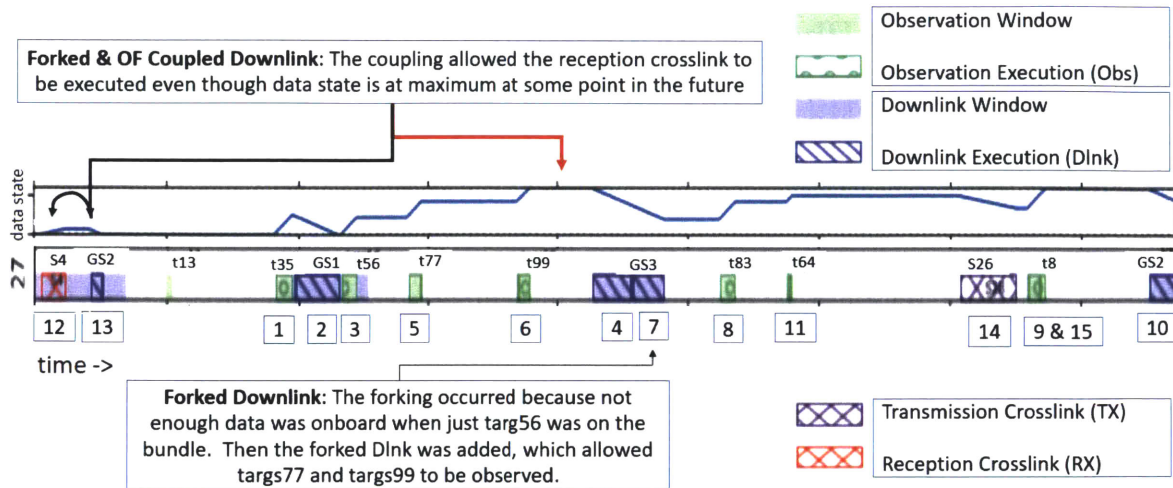 Observation Window
Observation Execution (Obs)
Downlink Window
Downlink Execution (Dlnk)
Forked & OF Coupled Downlink: The coupling allowed the reception crosslink to
be executed even though data state is at maximum at some point in the future
data state
27
S4 GS2 t13 t35 GS1 t56 t77 t99 GS3 t83 t64 S26 t8 GS2
12 13 1 2 3 5 6 4 7 8 11 14 9 & 15 10
time ->
Forked Downlink: The forking occurred because not
enough data was onboard when just targ56 was on the
bundle. Then the forked Dlnk was added, which allowed
targs77 and targs99 to be observed.
Transmission Crosslink (TX)
Reception Crosslink (RX)